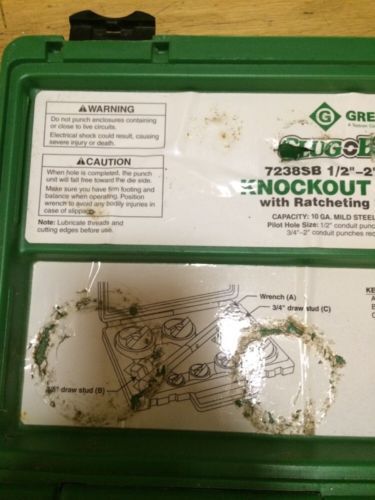 WARNING
Do not punch enclosures containing
or close to live circuits.
Electrical shock could result, causing
severe injury or death.
CAUTION
When hole is completed, the punch
unit will fall free toward the die side.
Make sure you have firm footing and
balance when operating. Position
wrench to avoid any bodily injuries in
case of slippage.
Note: Lubricate threads and
cutting edges before use.
G GRE
7238SB 1/2"-2"
KNOCKOUT
with Ratcheting
CAPACITY: 10 GA. MILD STEEL
Pilot Hole Size: 1/2" conduit punch
3/4"-2" conduit punches rec
Wrench (A)
3/4" draw stud (C)
draw stud (B)
KE
A
B